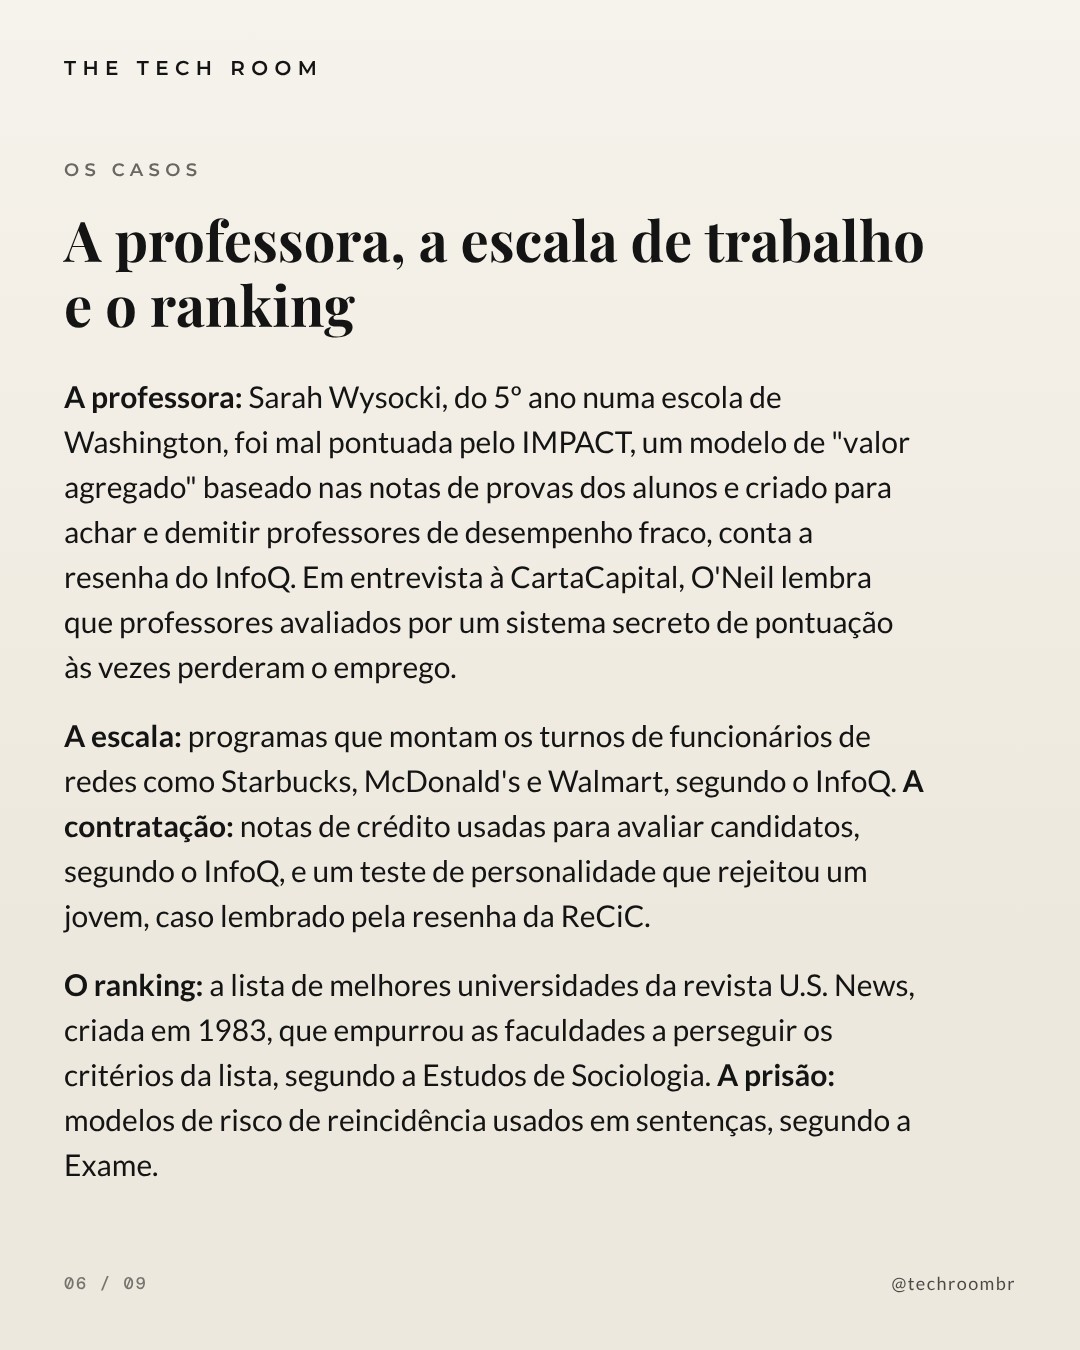 THE TECH ROOM
OS CASOS
A professora, a escala de trabalho
e o ranking
A professora: Sarah Wysocki, do 5º ano numa escola de
Washington, foi mal pontuada pelo IMPACT, um modelo de "valor
agregado" baseado nas notas de provas dos alunos e criado para
achar e demitir professores de desempenho fraco, conta a
resenha do InfoQ. Em entrevista à CartaCapital, O'Neil lembra
que professores avaliados por um sistema secreto de pontuação
às vezes perderam o emprego.
A escala: programas que montam os turnos de funcionários de
redes como Starbucks, McDonald's e Walmart, segundo o InfoQ. A
contratação: notas de crédito usadas para avaliar candidatos,
segundo o InfoQ, e um teste de personalidade que rejeitou um
jovem, caso lembrado pela resenha da ReCiC.
O ranking: a lista de melhores universidades da revista U.S. News,
criada em 1983, que empurrou as faculdades a perseguir os
critérios da lista, segundo a Estudos de Sociologia. A prisão:
modelos de risco de reincidência usados em sentenças, segundo a
Exame.
06 / 09
@techroombr